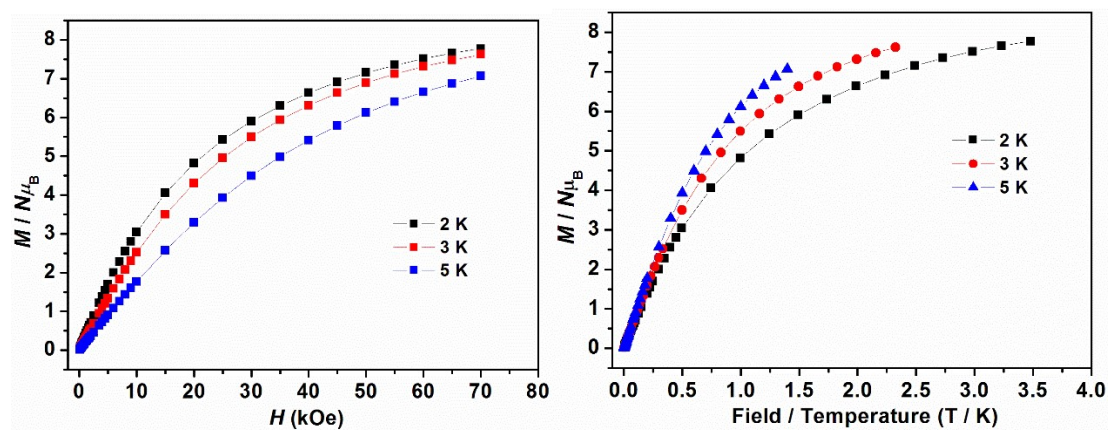 8
7
6
5
4
3
2
1
0
M / Nμ_B
2 K
3 K
5 K
0 10 20 30 40 50 60 70 80
H (kOe)
8
7
6
5
4
3
2
1
0
M / Nμ_B
2 K
3 K
5 K
0.0 0.5 1.0 1.5 2.0 2.5 3.0 3.5 4.0
Field / Temperature (T / K)